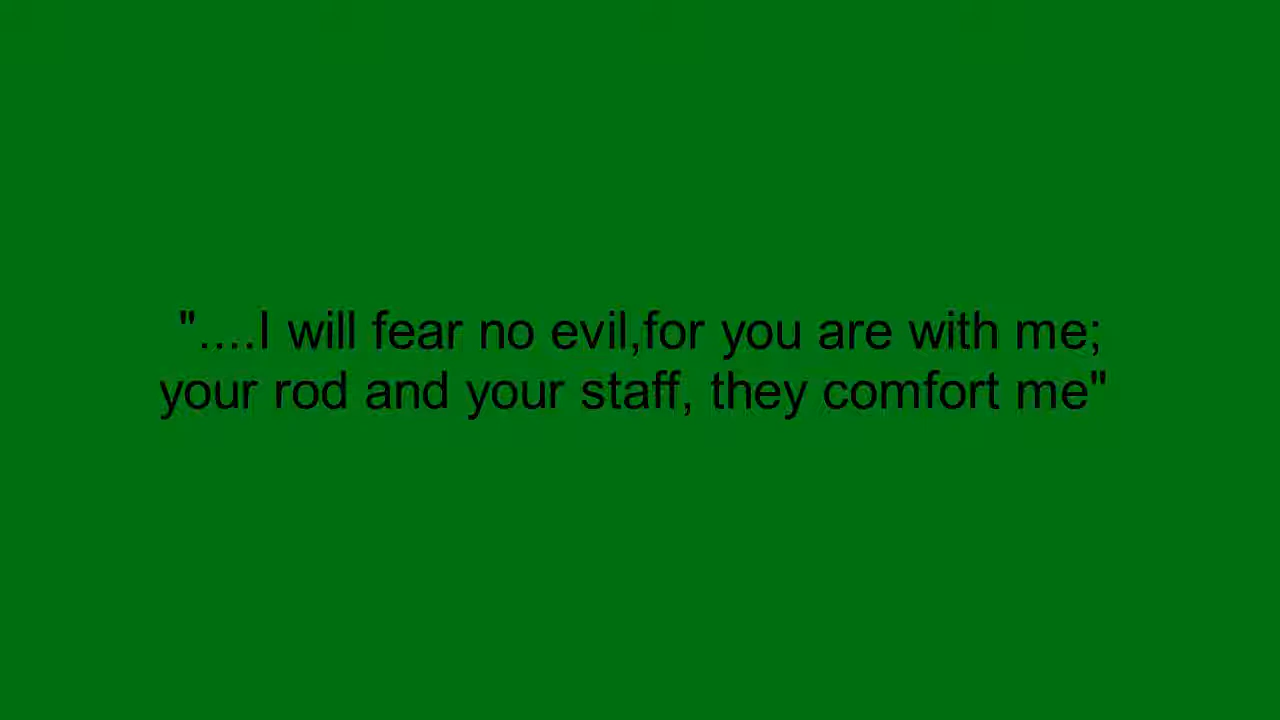 "....I will fear no evil,for you are with me;
your rod and your staff, they comfort me"